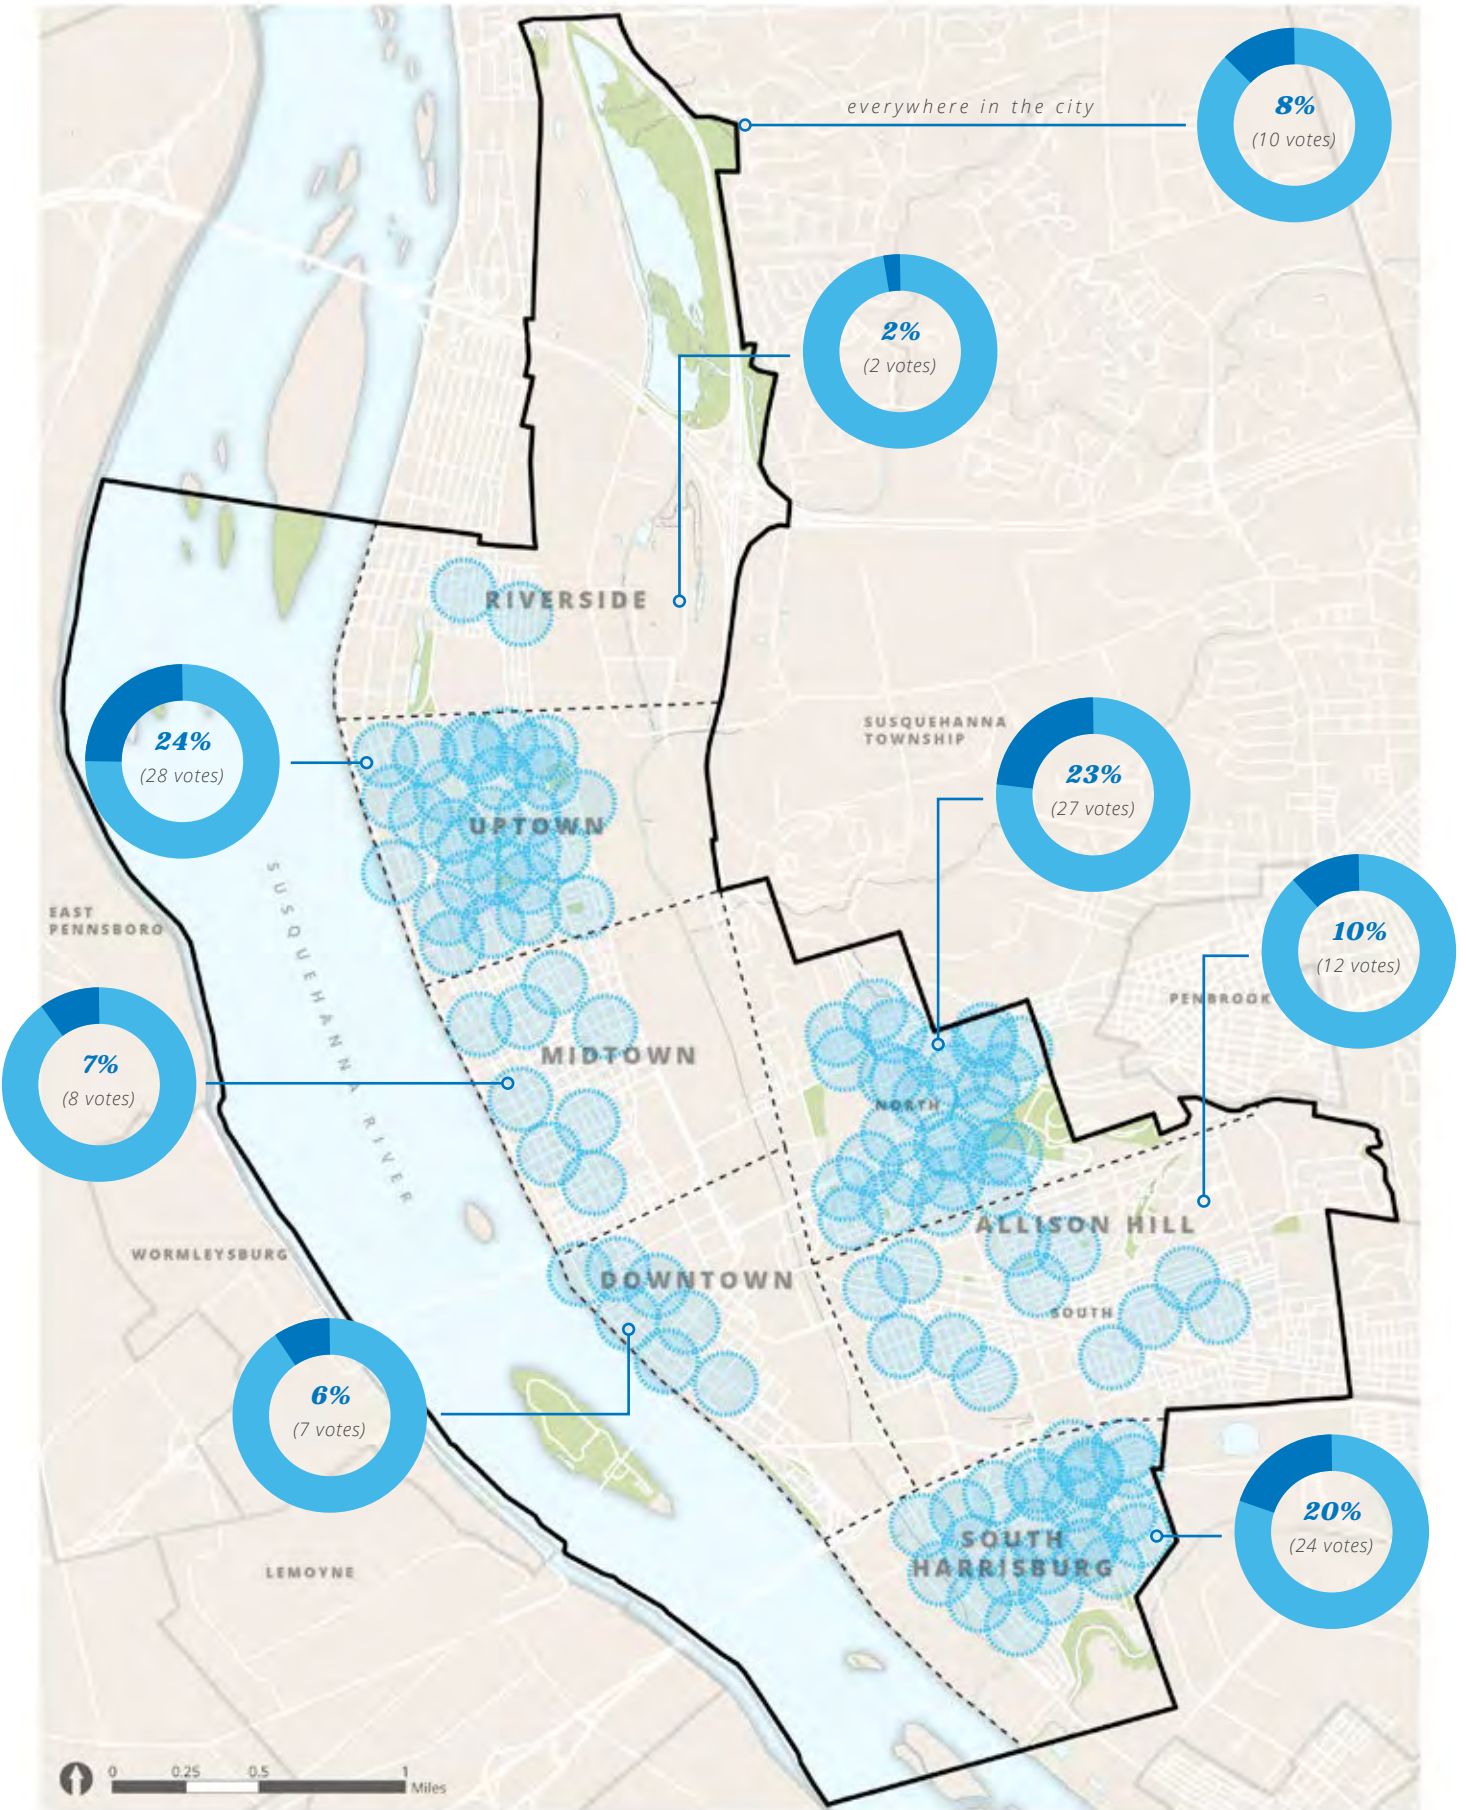 everywhere in the city
8%
(10 votes)
2%
(2 votes)
RIVERSIDE
24%
(28 votes)
SUSQUEHANNA
TOWNSHIP
23%
(27 votes)
UPTOWN
EAST
PENNSBORO
SUSQUEHANNA RIVER
10%
(12 votes)
PENBROOK
7%
(8 votes)
MIDTOWN
NORTH
ALLISON HILL
WORMLEYSBURG
DOWNTOWN
SOUTH
6%
(7 votes)
20%
(24 votes)
SOUTH
HARRISBURG
LEMOYNE
0 0.25 0.5 1
Miles